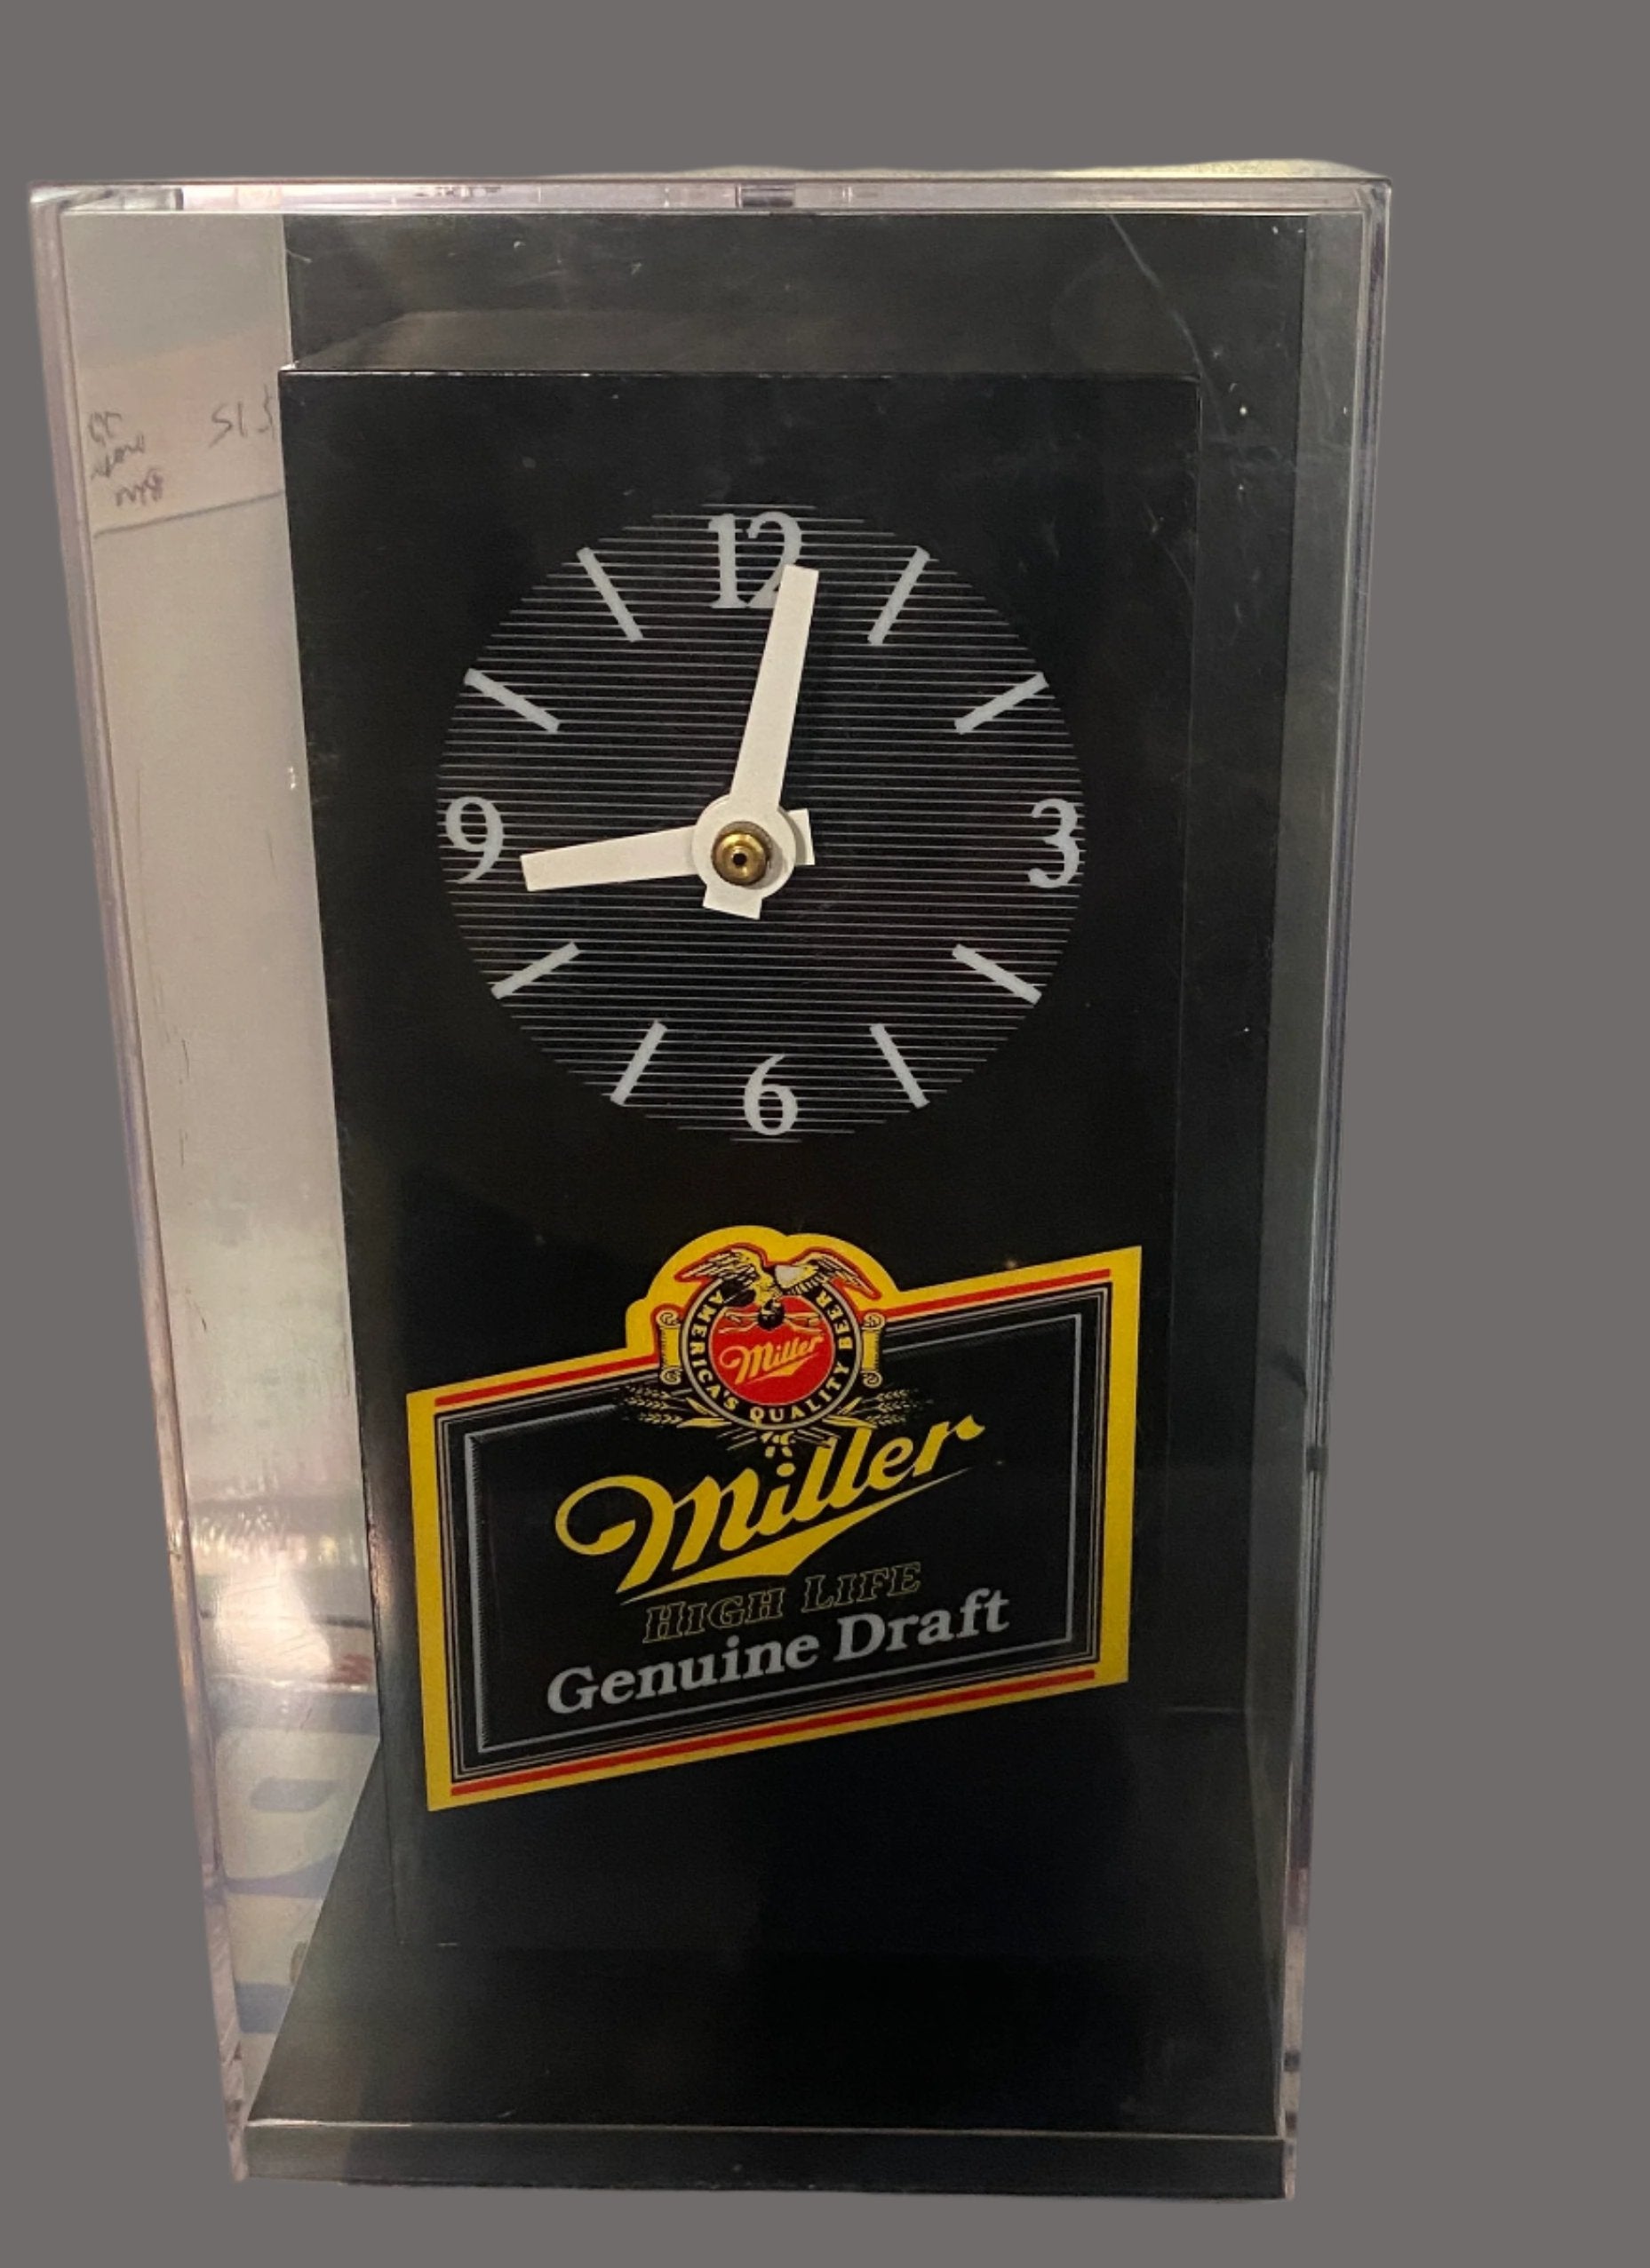 12
9
3
6
AMERICA'S QUALITY BEER
Miller
Miller
HIGH LIFE
Genuine Draft